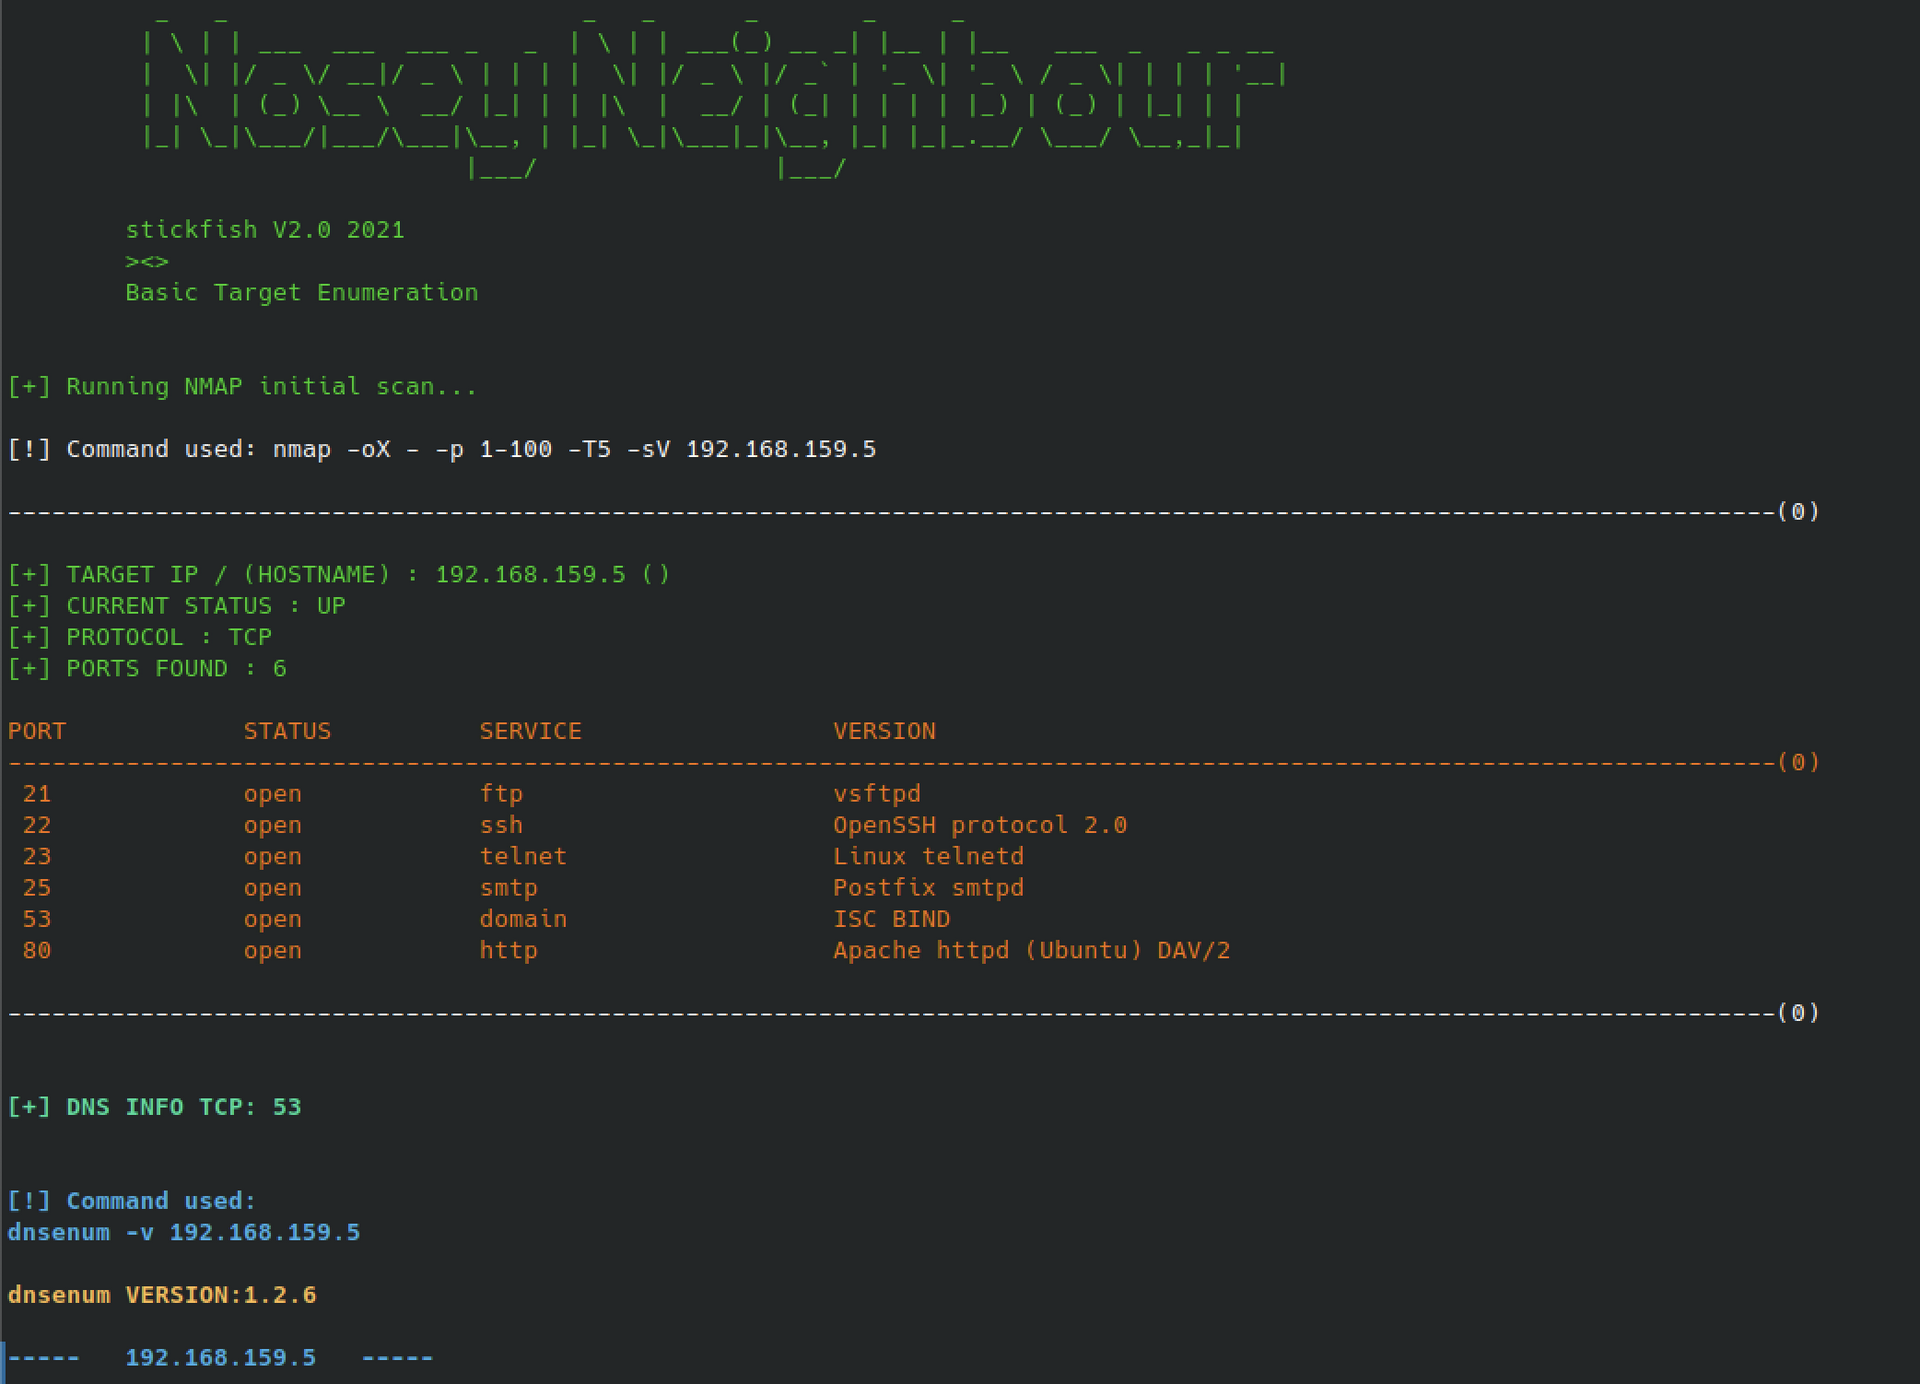 NoseyNeighbour
stickfish V2.0 2021
><>
Basic Target Enumeration
[+] Running NMAP initial scan...
[!] Command used: nmap -oX - -p 1-100 -T5 -sV 192.168.159.5
------------------------------------------------------------------------------------------------------------------------(0)
[+] TARGET IP / (HOSTNAME) : 192.168.159.5 ()
[+] CURRENT STATUS : UP
[+] PROTOCOL : TCP
[+] PORTS FOUND : 6
PORT            STATUS          SERVICE                 VERSION
------------------------------------------------------------------------------------------------------------------------(0)
21               open            ftp                     vsftpd
22               open            ssh                     OpenSSH protocol 2.0
23               open            telnet                  Linux telnetd
25               open            smtp                    Postfix smtpd
53               open            domain                  ISC BIND
80               open            http                    Apache httpd (Ubuntu) DAV/2
------------------------------------------------------------------------------------------------------------------------(0)
[+] DNS INFO TCP: 53
[!] Command used:
dnsenum -v 192.168.159.5
dnsenum VERSION:1.2.6
-----   192.168.159.5   -----